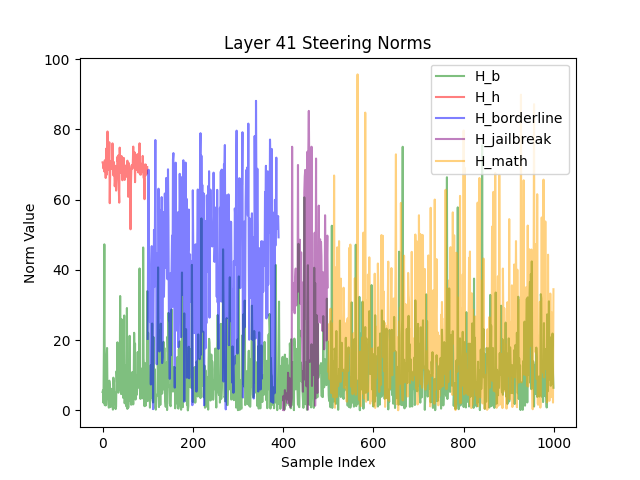 Layer 41 Steering Norms
100
80
60
40
20
0
Norm Value
H_b
H_h
H_borderline
H_jailbreak
H_math
0
200
400
600
800
1000
Sample Index